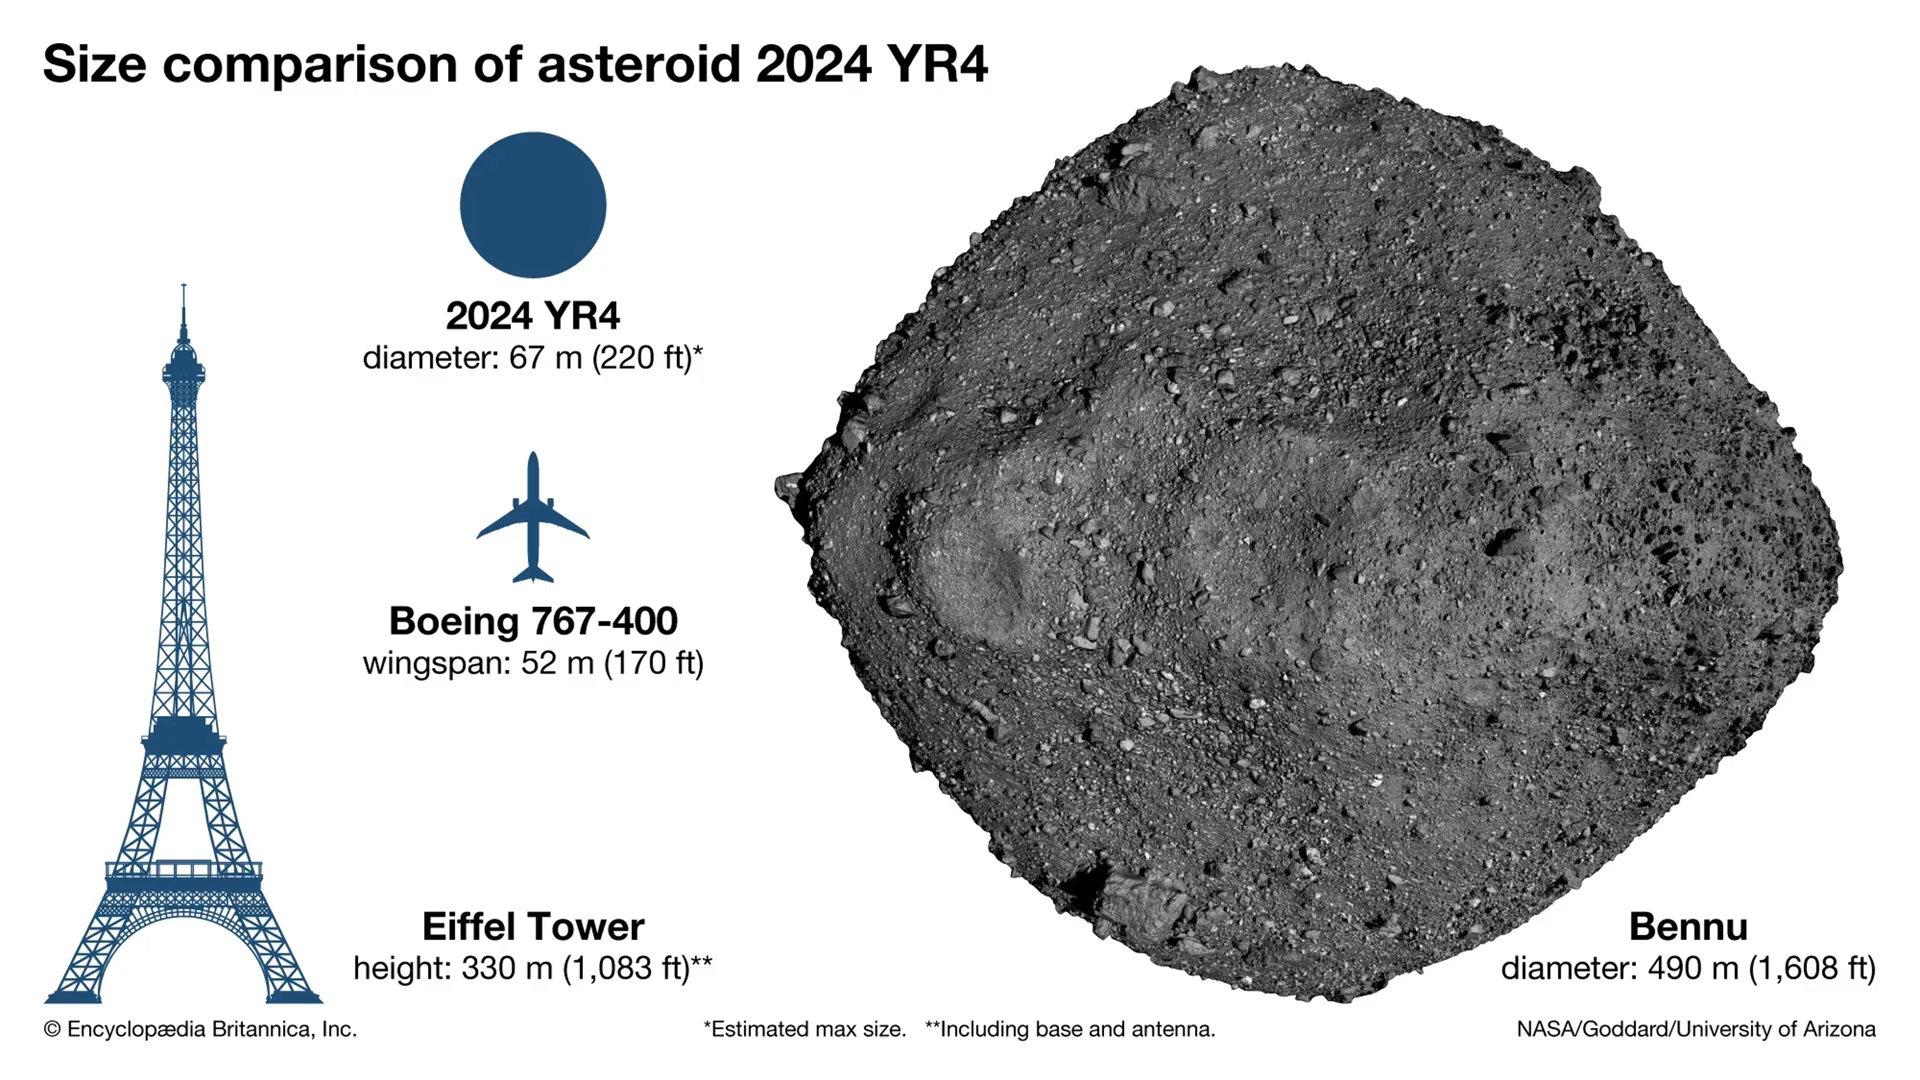 Size comparison of asteroid 2024 YR4
2024 YR4
diameter: 67 m (220 ft)*
Boeing 767-400
wingspan: 52 m (170 ft)
Eiffel Tower
height: 330 m (1,083 ft)**
Bennu
diameter: 490 m (1,608 ft)
© Encyclopædia Britannica, Inc.
*Estimated max size. **Including base and antenna.
NASA/Goddard/University of Arizona